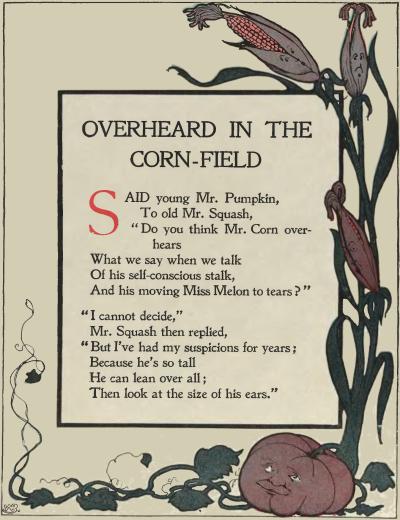 OVERHEARD IN THE
CORN-FIELD
SAID young Mr. Pumpkin,
To old Mr. Squash,
"Do you think Mr. Corn over-
hears
What we say when we talk
Of his self-conscious stalk,
And his moving Miss Melon to tears?"
"I cannot decide,"
Mr. Squash then replied,
"But I've had my suspicions for years;
Because he's so tall
He can lean over all;
Then look at the size of his ears."